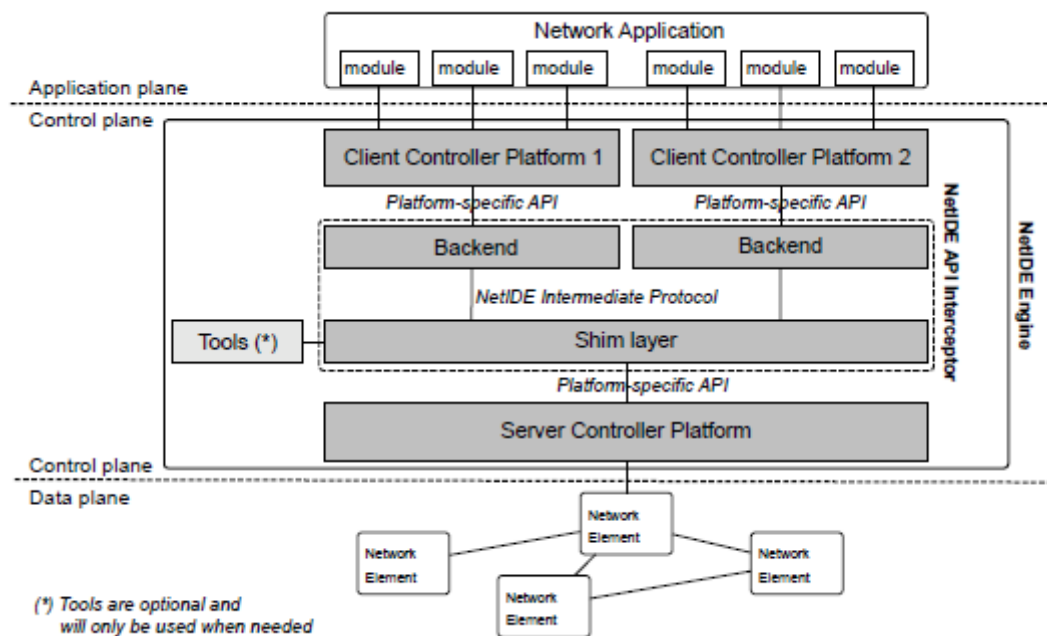 Network Application
module module module module module module
Application plane
Control plane
Client Controller Platform 1 Client Controller Platform 2
Platform-specific API Platform-specific API
Backend Backend
NetIDE Intermediate Protocol
Tools (*) Shim layer
Platform-specific API
Server Controller Platform
NetIDE API Interceptor
NetIDE Engine
Control plane
Data plane
Network
Element
Network
Element
Network
Element
Network
Element
(*) Tools are optional and
will only be used when needed